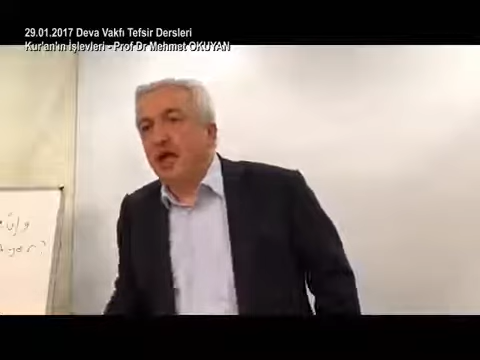 29.01.2017 Deva Vakfı Tefsir Dersleri
Kur'an'ın İşlevleri - Prof Dr Mehmet OKUYAN